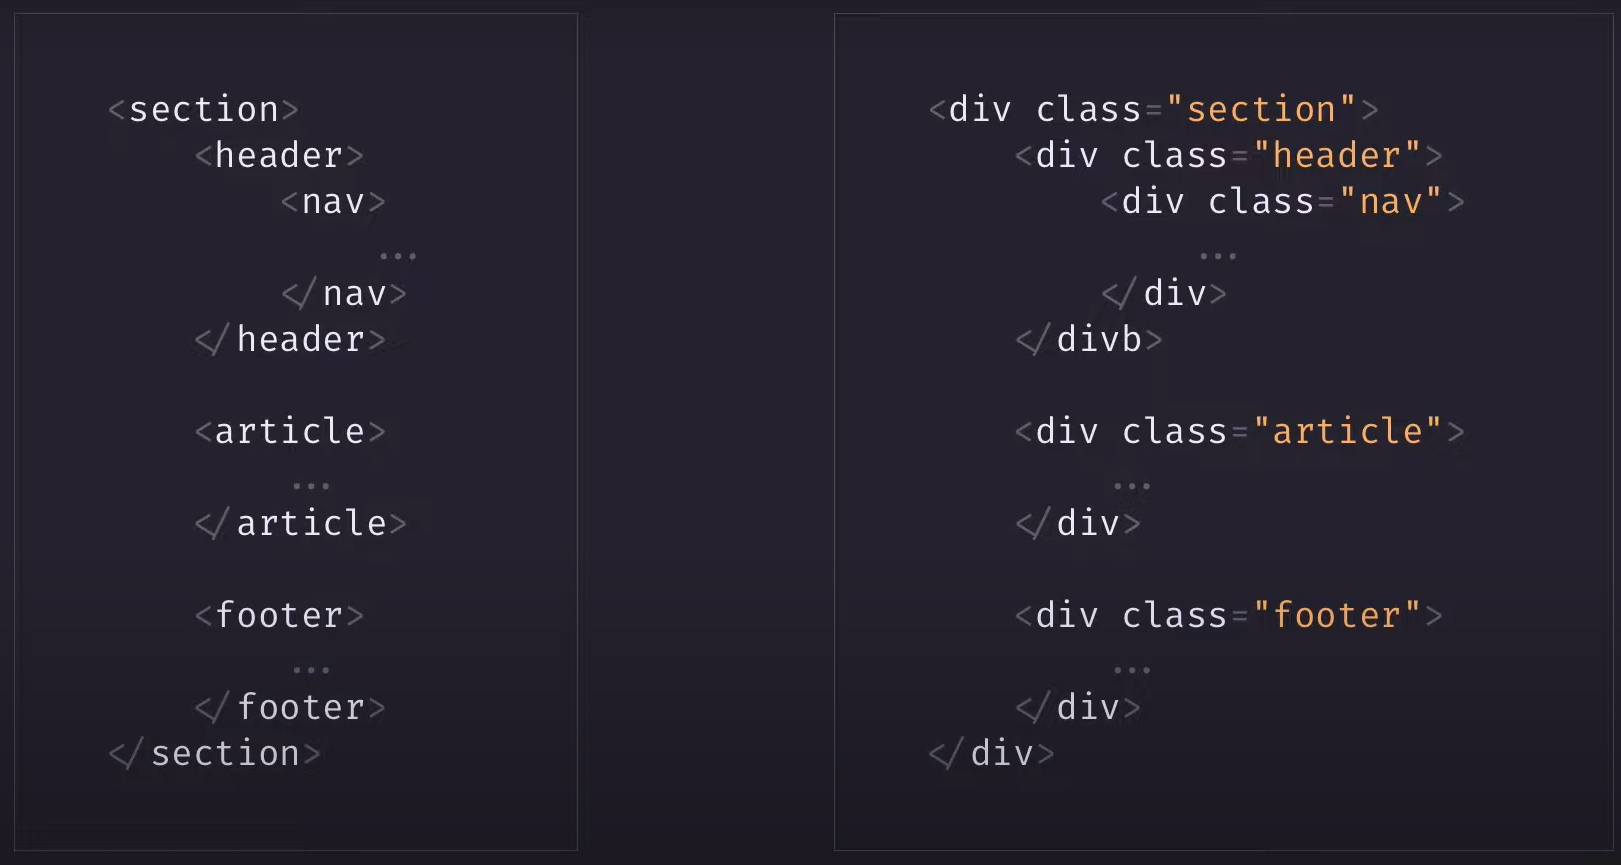 <section>
    <header>
        <nav>
            ...
        </nav>
    </header>

    <article>
        ...
    </article>

    <footer>
        ...
    </footer>
</section>

<div class="section">
    <div class="header">
        <div class="nav">
            ...
        </div>
    </divb>

    <div class="article">
        ...
    </div>

    <div class="footer">
        ...
    </div>
</div>